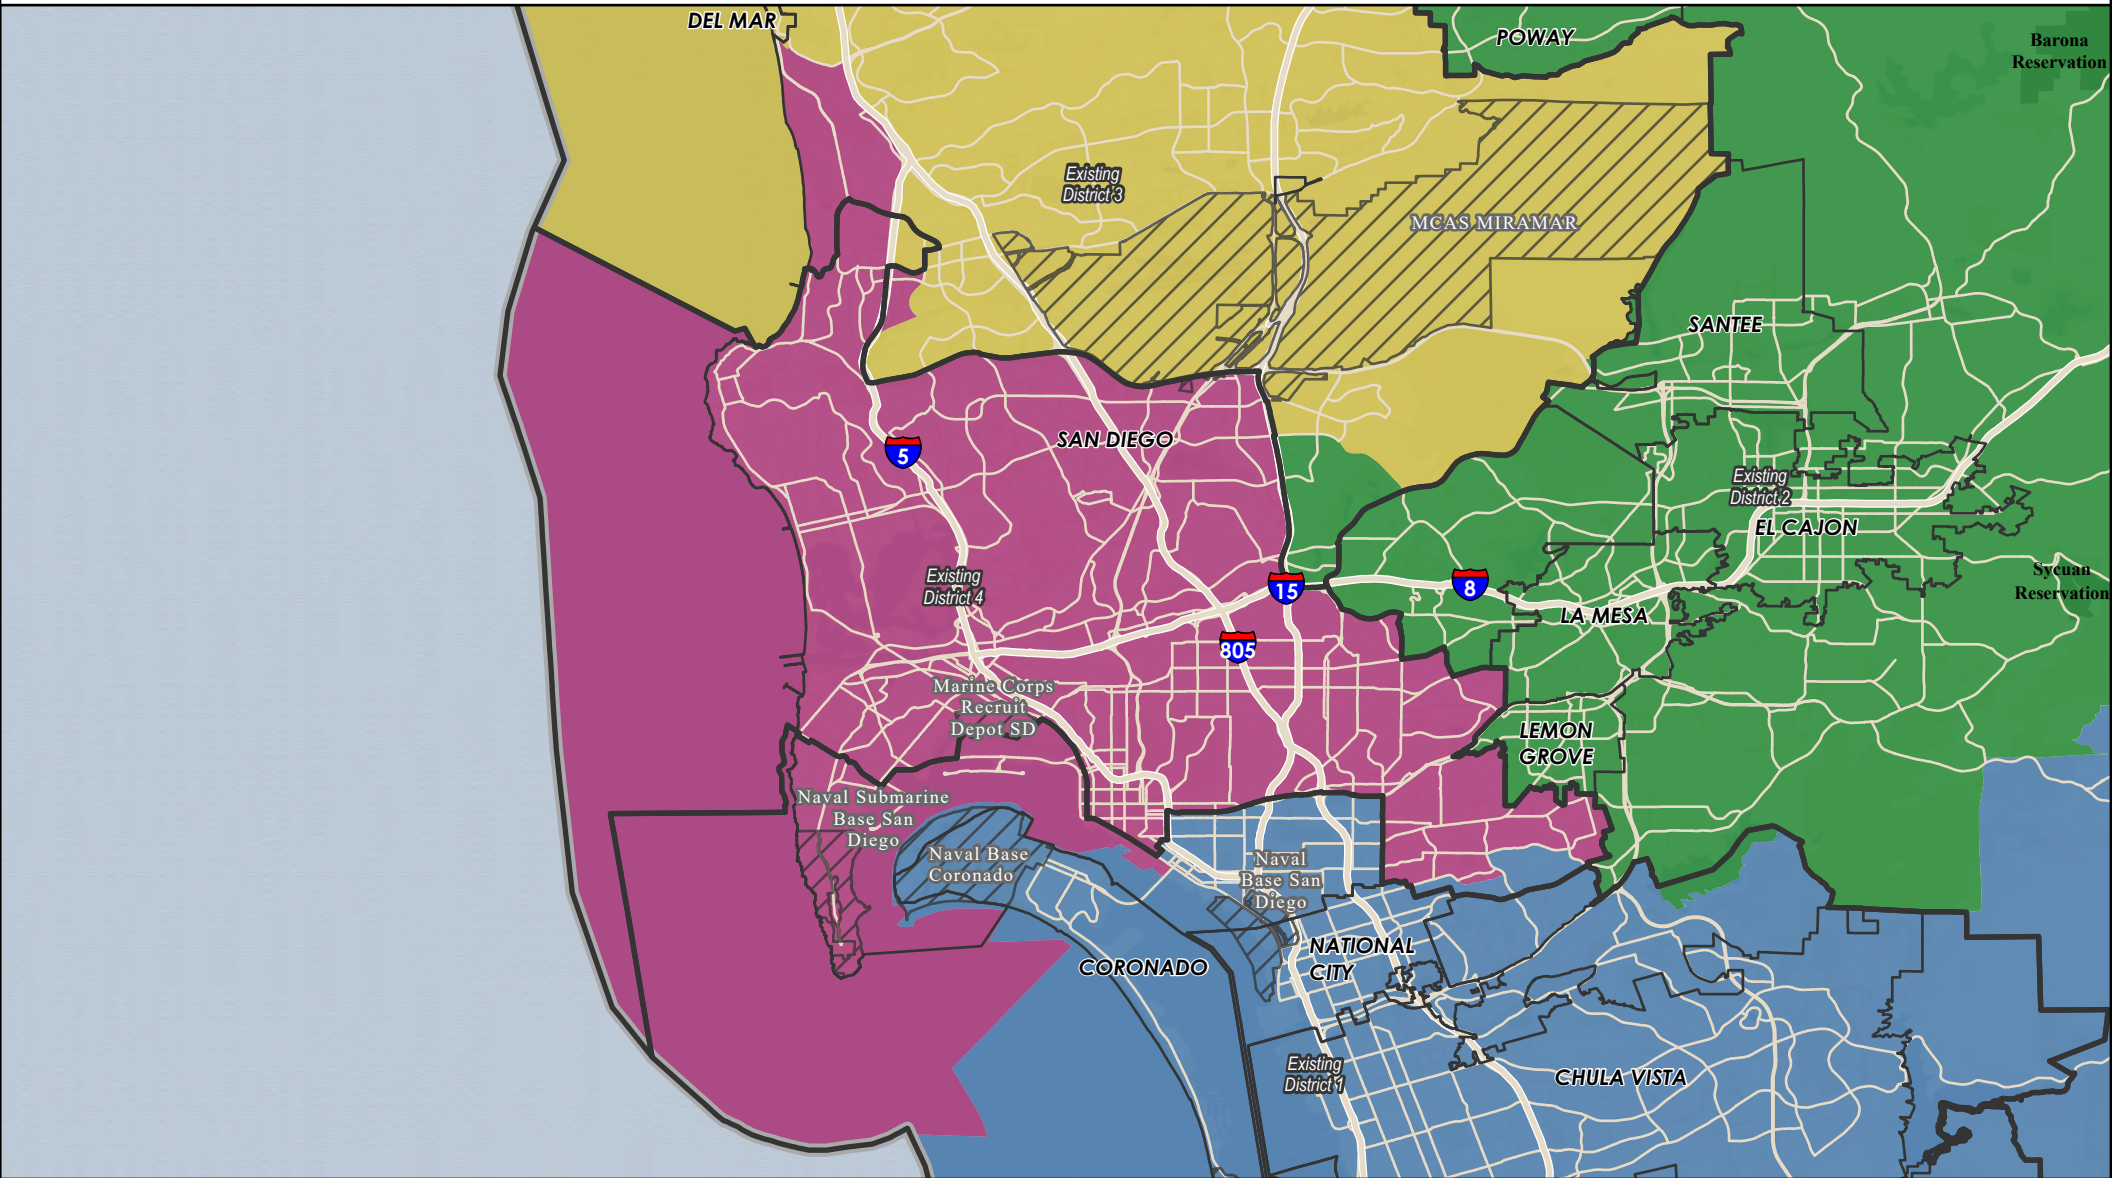 DEL MAR
POWAY
Barona
Reservation
Existing
District 3
MCAS MIRAMAR
SANTEE
SAN DIEGO
5
Existing
District 2
EL CAJON
Existing
District 4
15
8
Sycuan
Reservation
LA MESA
805
Marine Corps
Recruit
Depot SD
LEMON
GROVE
Naval Submarine
Base San
Diego
Naval Base
Coronado
Naval
Base San
Diego
NATIONAL
CITY
CORONADO
Existing
District 1
CHULA VISTA